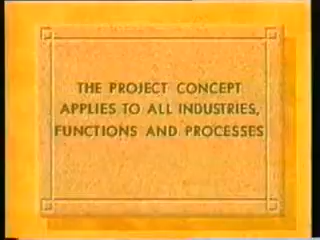 THE PROJECT CONCEPT
APPLIES TO ALL INDUSTRIES,
FUNCTIONS AND PROCESSES